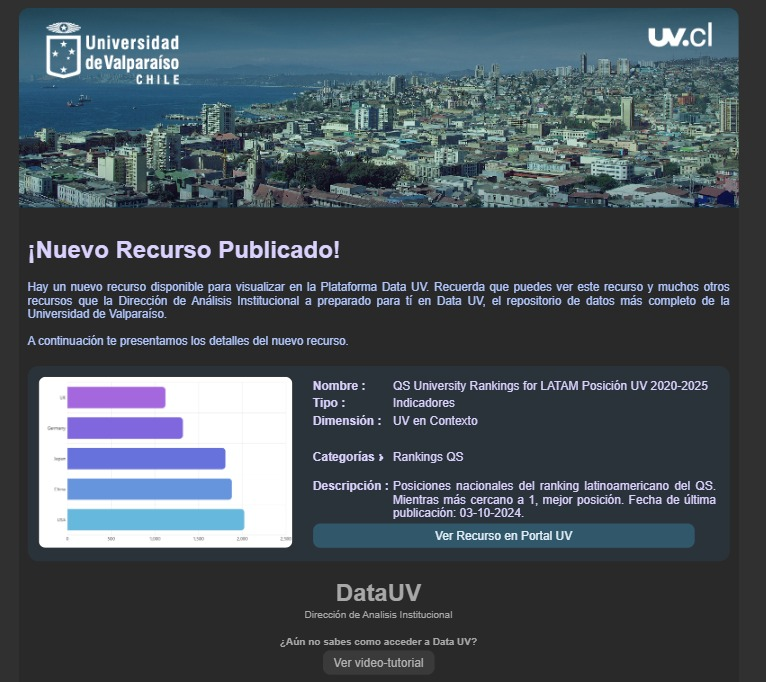 Universidad
de Valparaíso
CHILE
uv.cl
¡Nuevo Recurso Publicado!
Hay un nuevo recurso disponible para visualizar en la Plataforma Data UV. Recuerda que puedes ver este recurso y muchos otros
recursos que la Dirección de Análisis Institucional a preparado para tí en Data UV, el repositorio de datos más completo de la
Universidad de Valparaíso.
A continuación te presentamos los detalles del nuevo recurso.
UK
Germany
Japan
China
USA
0 500 1,000 1,500 2,000 2,500
Nombre : QS University Rankings for LATAM Posición UV 2020-2025
Tipo : Indicadores
Dimensión : UV en Contexto
Categorías › Rankings QS
Descripción : Posiciones nacionales del ranking latinoamericano del QS.
Mientras más cercano a 1, mejor posición. Fecha de última
publicación: 03-10-2024.
Ver Recurso en Portal UV
DataUV
Dirección de Analisis Institucional
¿Aún no sabes como acceder a Data UV?
Ver video-tutorial